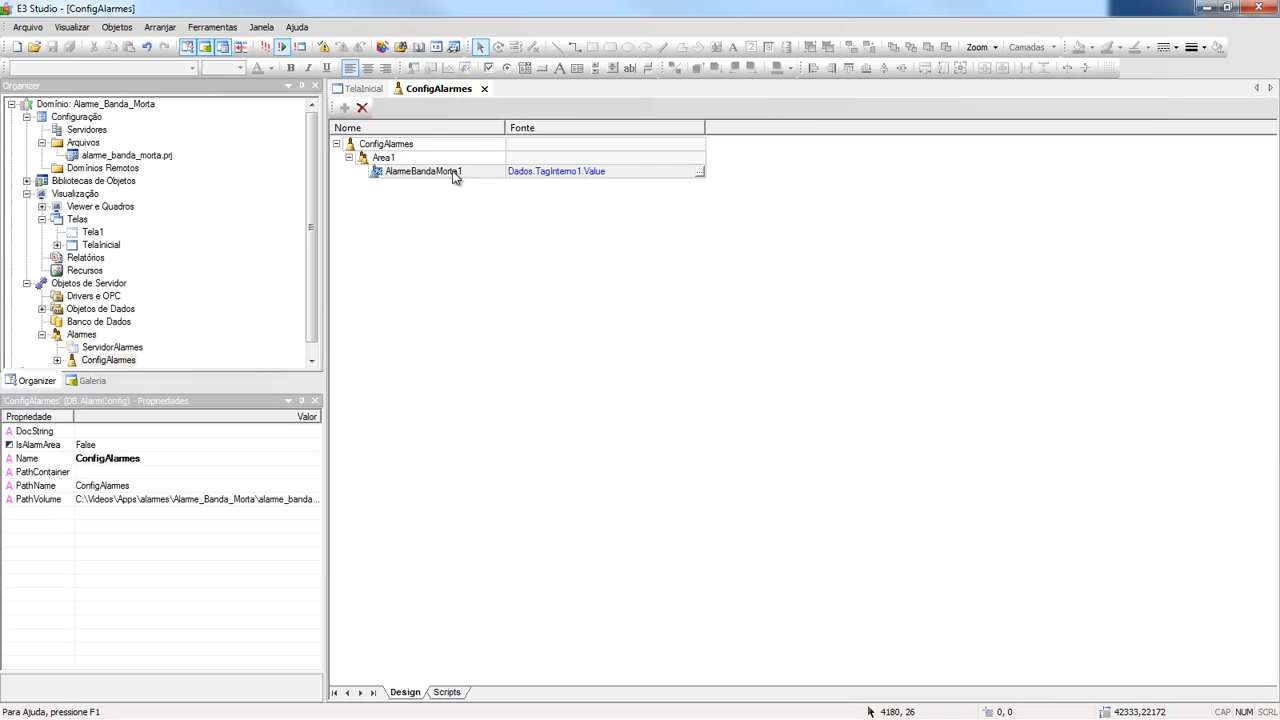 E3 Studio - [ConfigAlarmes]
Arquivo Visualizar Objetos Arranjar Ferramentas Janela Ajuda
Zoom Camadas
Organizer
Domínio: Alarme_Banda_Morta
Configuração
Servidores
Arquivos
alarme_banda_morta.prj
Domínios Remotos
Bibliotecas de Objetos
Visualização
Viewer e Quadros
Telas
Tela1
TelaInicial
Relatórios
Recursos
Objetos de Servidor
Drivers e OPC
Objetos de Dados
Banco de Dados
Alarmes
ServidorAlarmes
ConfigAlarmes
Organizer Galeria
'ConfigAlarmes' (DB.AlarmConfig) - Propriedades
Propriedade Valor
DocString
IsAlarmArea False
Name ConfigAlarmes
PathContainer
PathName ConfigAlarmes
PathVolume C:\Videos\Apps\alarmes\Alarme_Banda_Morta\alarme_banda...
TelaInicial ConfigAlarmes
Nome Fonte
ConfigAlarmes
Area1
AlarmeBandaMorta1 Dados.TagInterno1.Value ...
Design Scripts
Para Ajuda, pressione F1 4180, 26 0, 0 42333,22172 CAP NUM SCRL